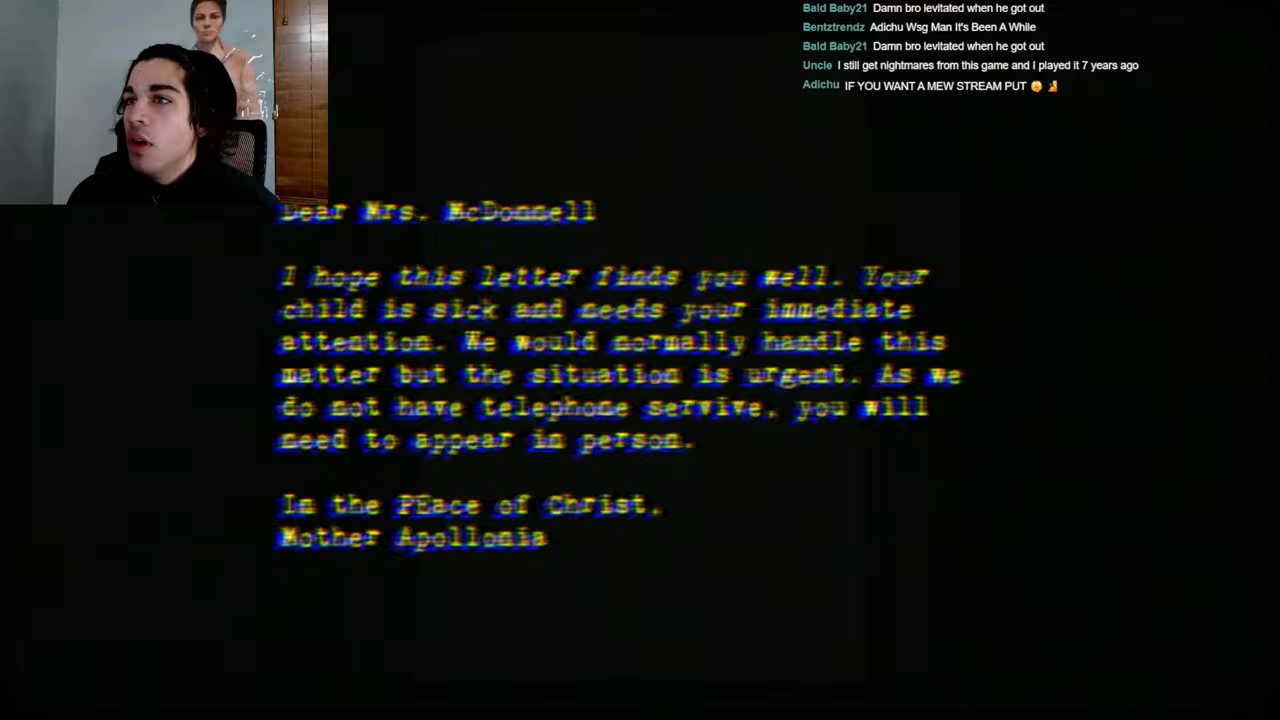 Bald Baby21 Damn bro levitated when he got out
Bentztrendz Adichu Wsg Man It's Been A While
Bald Baby21 Damn bro levitated when he got out
Uncle I still get nightmares from this game and I played it 7 years ago
Adichu IF YOU WANT A MEW STREAM PUT
Dear Mrs. McDonnell
I hope this letter finds you well. Your
child is sick and needs your immediate
attention. We would normally handle this
matter but the situation is urgent. As we
do not have telephone servive, you will
need to appear in person.
In the PEace of Christ,
Mother Apollonia